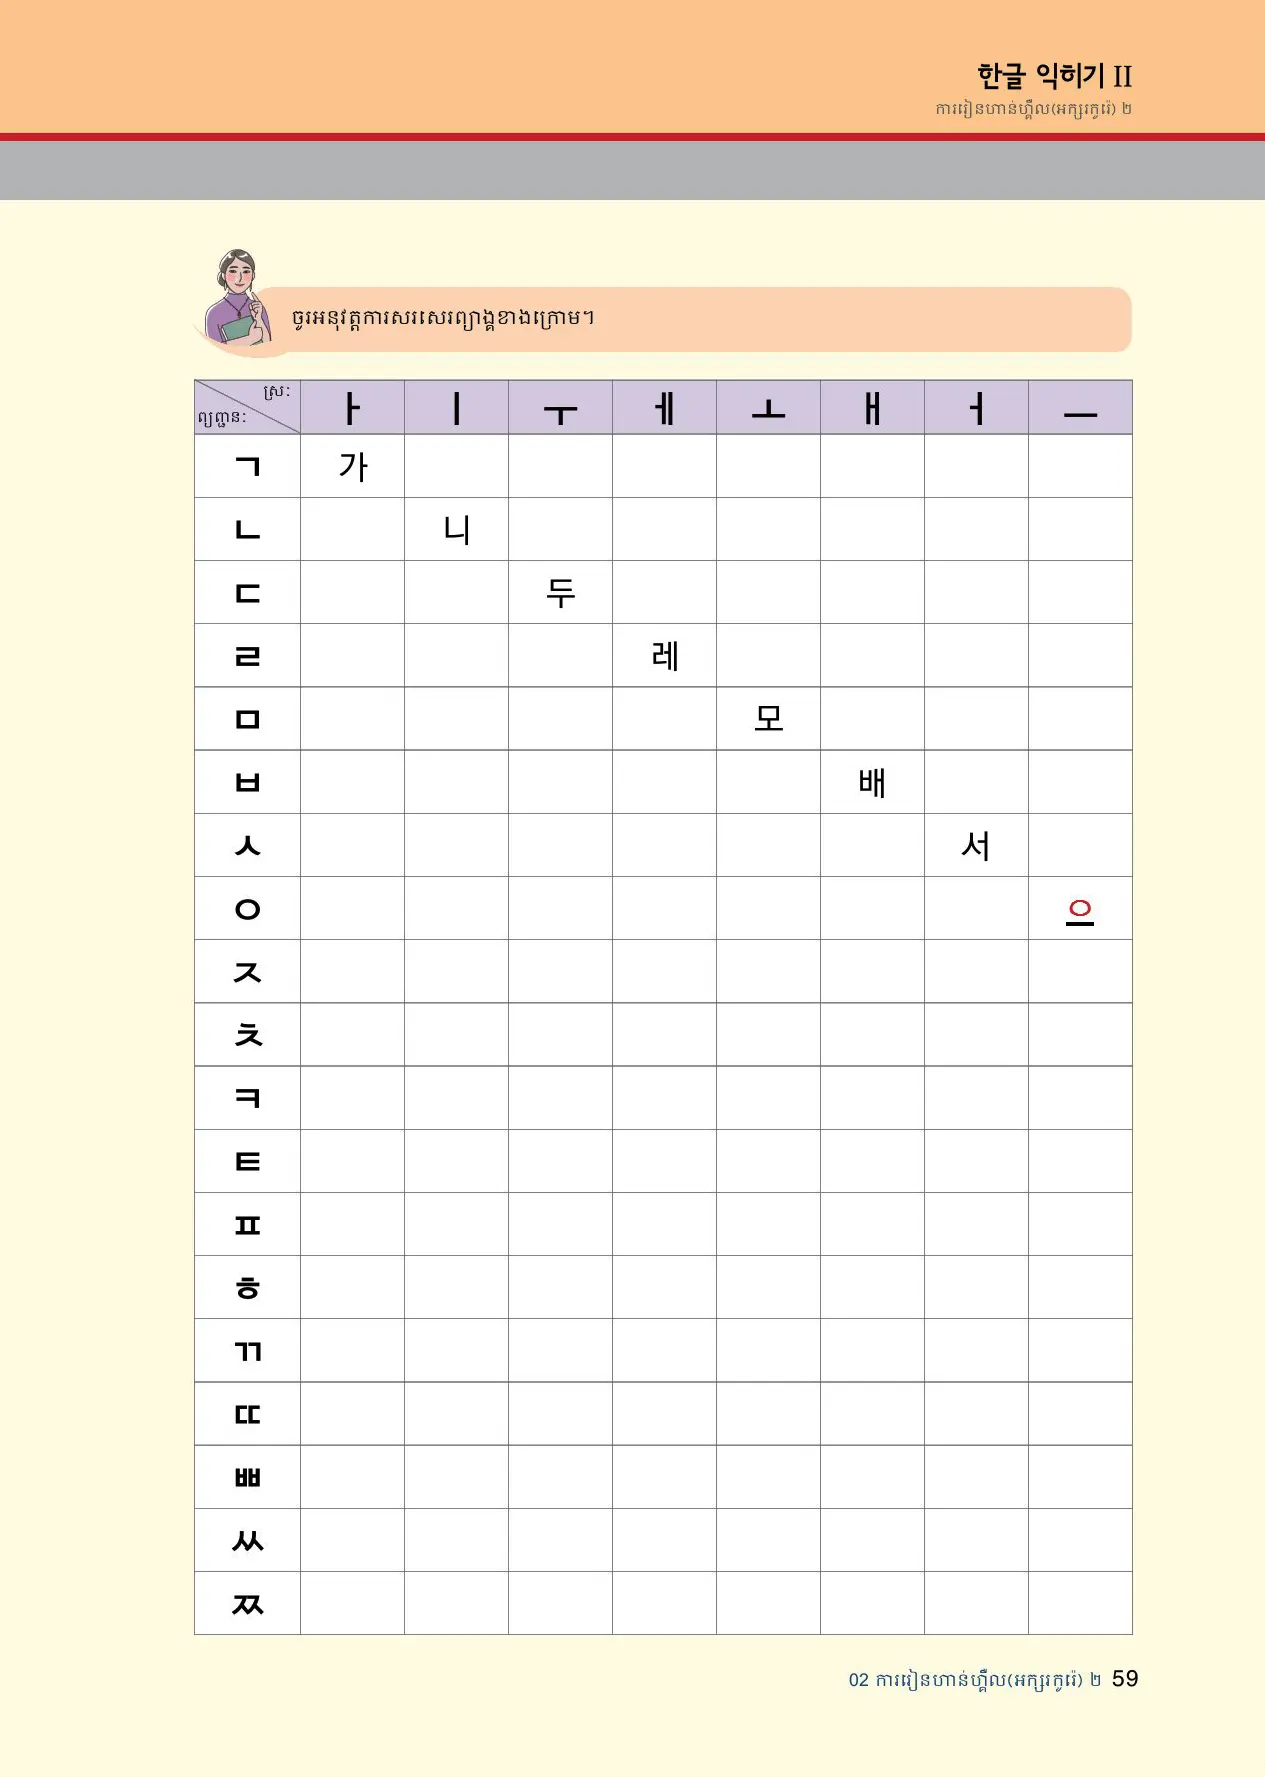 한글 익히기 II
ការរៀនហាន់ហ្គឺល(អក្សរកូរ៉េ) ២
ចូរអនុវត្តការសរសេរព្យាង្គខាងក្រោម។
ស្រៈ
ព្យញ្ជនៈ
ㅏ ㅣ ㅜ ㅔ ㅗ ㅐ ㅓ ㅡ
ㄱ 가
ㄴ 니
ㄷ 두
ㄹ 레
ㅁ 모
ㅂ 배
ㅅ 서
ㅇ 으
ㅈ
ㅊ
ㅋ
ㅌ
ㅍ
ㅎ
ㄲ
ㄸ
ㅃ
ㅆ
ㅉ
02 ការរៀនហាន់ហ្គឺល(អក្សរកូរ៉េ) ២ 59